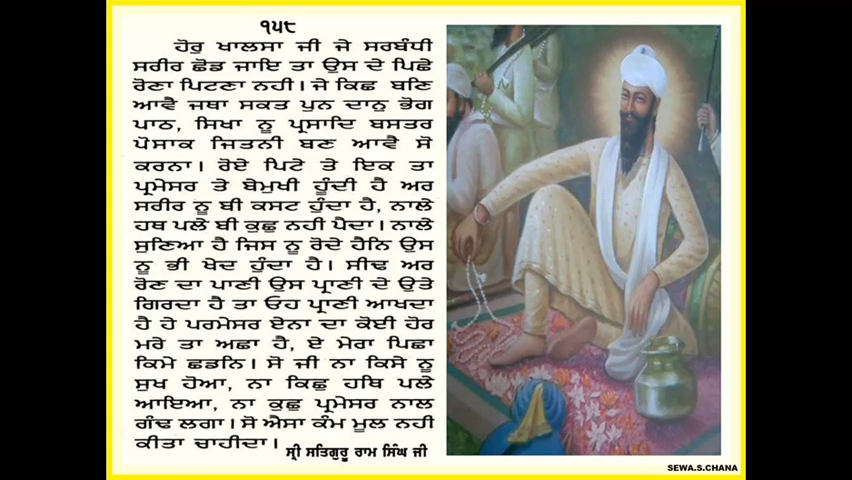 ੧੫੮
ਹੋਰੁ ਖਾਲਸਾ ਜੀ ਜੇ ਸਰਬੰਧੀ
ਸਰੀਰ ਛੋਡ ਜਾਇ ਤਾ ਉਸ ਦੇ ਪਿਛੇ
ਰੋਣਾ ਪਿਟਣਾ ਨਹੀ। ਜੇ ਕਿਛ ਬਣਿ
ਆਵੈ ਜਥਾ ਸਕਤ ਪੁਨ ਦਾਨੁ ਭੋਗ
ਪਾਠ, ਸਿਖਾ ਨੂ ਪ੍ਰਸਾਦਿ ਬਸਤਰ
ਪੌਸਾਕ ਜਿਤਨੀ ਬਣ ਆਵੈ ਸੋ
ਕਰਨਾ। ਰੋਏ ਪਿਟੇ ਤੇ ਇਕ ਤਾ
ਪ੍ਰਮੇਸਰ ਤੇ ਬੇਮੁਖੀ ਹੂੰਦੀ ਹੈ ਅਰ
ਸਰੀਰ ਨੂ ਬੀ ਕਸਟ ਹੁੰਦਾ ਹੈ, ਨਾਲੇ
ਹਥ ਪਲੇ ਬੀ ਕੁਛੁ ਨਹੀ ਪੈਦਾ। ਨਾਲੇ
ਸੁਣਿਆ ਹੈ ਜਿਸ ਨੂ ਰੋਦੇ ਹੈਨਿ ਉਸ
ਨੂ ਭੀ ਖੇਦ ਹੁੰਦਾ ਹੈ। ਸੀਢ ਅਰ
ਰੋਣ ਦਾ ਪਾਣੀ ਉਸ ਪ੍ਰਾਣੀ ਦੇ ਉਤੇ
ਗਿਰਦਾ ਹੈ ਤਾ ਓਹ ਪ੍ਰਾਣੀ ਆਖਦਾ
ਹੈ ਹੇ ਪਰਮੇਸਰ ਏਨਾ ਦਾ ਕੋਈ ਹੋਰ
ਮਰੇ ਤਾ ਅਛਾ ਹੈ, ਏ ਮੇਰਾ ਪਿਛਾ
ਕਿਮੇ ਛਡਨਿ। ਸੋ ਜੀ ਨਾ ਕਿਸੇ ਨੂ
ਸੁਖ ਹੋਆ, ਨਾ ਕਿਛੁ ਹਥਿ ਪਲੇ
ਆਇਆ, ਨਾ ਕੁਛੁ ਪ੍ਰਮੇਸਰ ਨਾਲ
ਗੰਢ ਲਗਾ। ਸੋ ਐਸਾ ਕੰਮ ਮੂਲ ਨਹੀ
ਕੀਤਾ ਚਾਹੀਦਾ।
ਸ੍ਰੀ ਸਤਿਗੁਰੂ ਰਾਮ ਸਿੰਘ ਜੀ
SEWA.S.CHANA